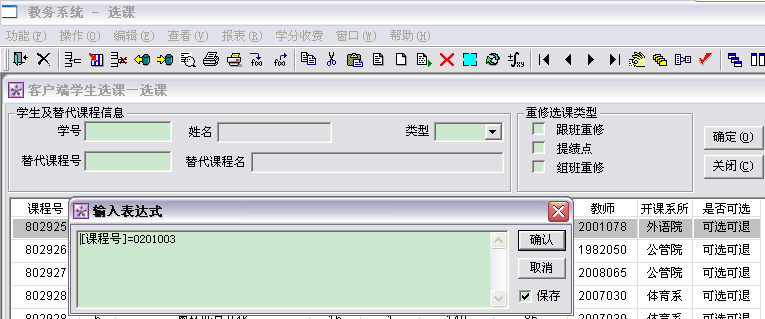 教务系统 - 选课
功能(F) 操作(O) 编辑(E) 查看(V) 报表(R) 学分收费 窗口(W) 帮助(H)
客户端学生选课－选课
学生及替代课程信息
学号 姓名 类型
替代课程号 替代课程名
重修选课类型
跟班重修
提绩点
组班重修
确定(O)
关闭(C)
课程号 教师 开课系所 是否可选
802925 2001078 外语院 可选可退
802926 1982050 公管院 可选可退
802927 2008065 公管院 可选可退
802928 2007030 体育系 可选可退
输入表达式
[课程号]=0201003
确认
取消
保存